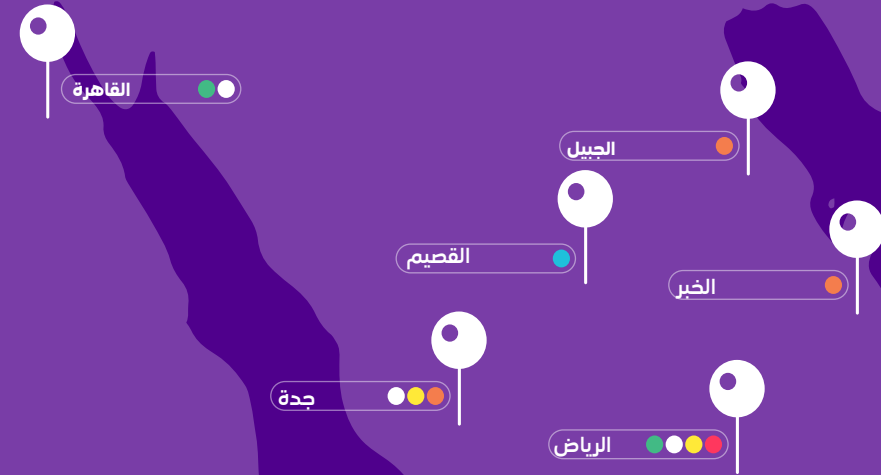 القاهرة
الجبيل
القصيم
الخبر
جدة
الرياض